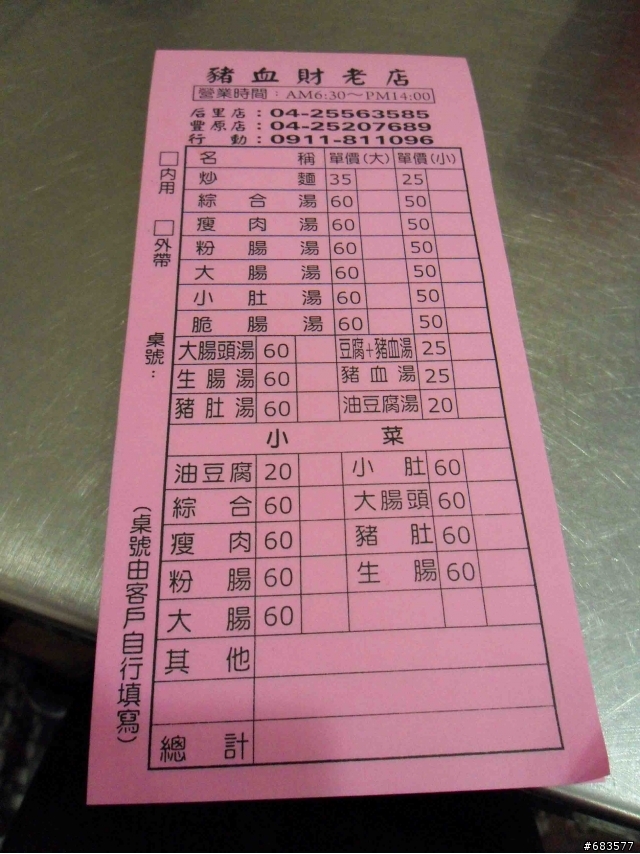 豬血財老店
營業時間：AM6:30～PM14:00
后里店：04-25563585
豐原店：04-25207689
行動：0911-811096
□內用
□外帶
桌號：
(桌號由客戶自行填寫)
名稱 單價(大) 單價(小)
炒麵 35 25
綜合湯 60 50
瘦肉湯 60 50
粉腸湯 60 50
大腸湯 60 50
小肚湯 60 50
脆腸湯 60 50
大腸頭湯 60 豆腐+豬血湯 25
生腸湯 60 豬血湯 25
豬肚湯 60 油豆腐湯 20
小菜
油豆腐 20 小肚 60
綜合 60 大腸頭 60
瘦肉 60 豬肚 60
粉腸 60 生腸 60
大腸 60
其他
總計
#683577